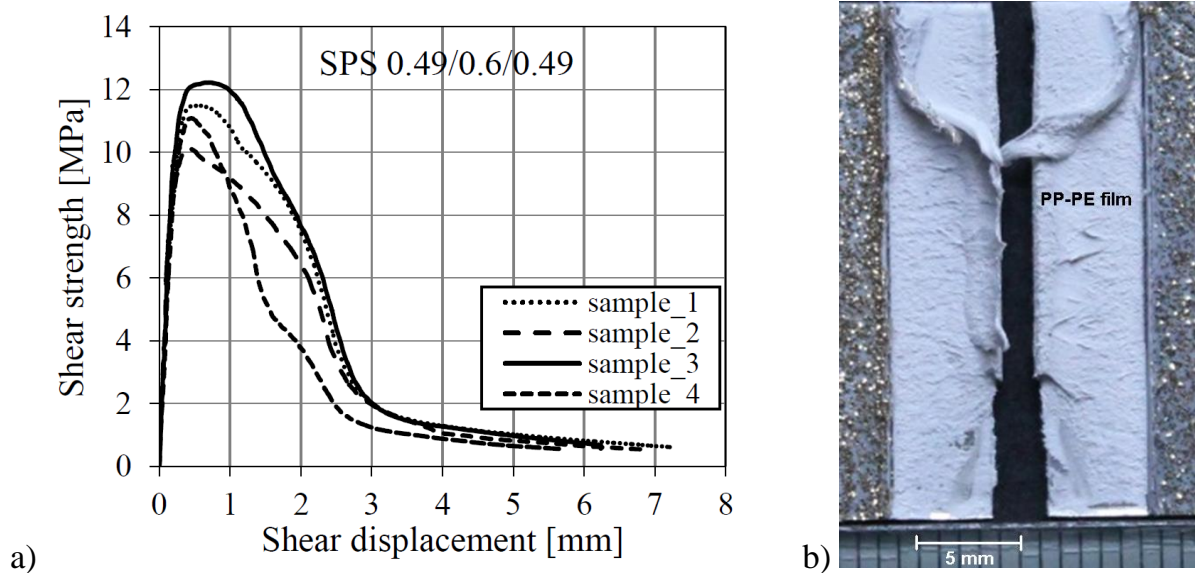 SPS 0.49/0.6/0.49
Shear strength [MPa]
14
12
10
8
6
4
2
0
sample_1
sample_2
sample_3
sample_4
0 1 2 3 4 5 6 7 8
Shear displacement [mm]
a)
PP-PE film
5 mm
b)